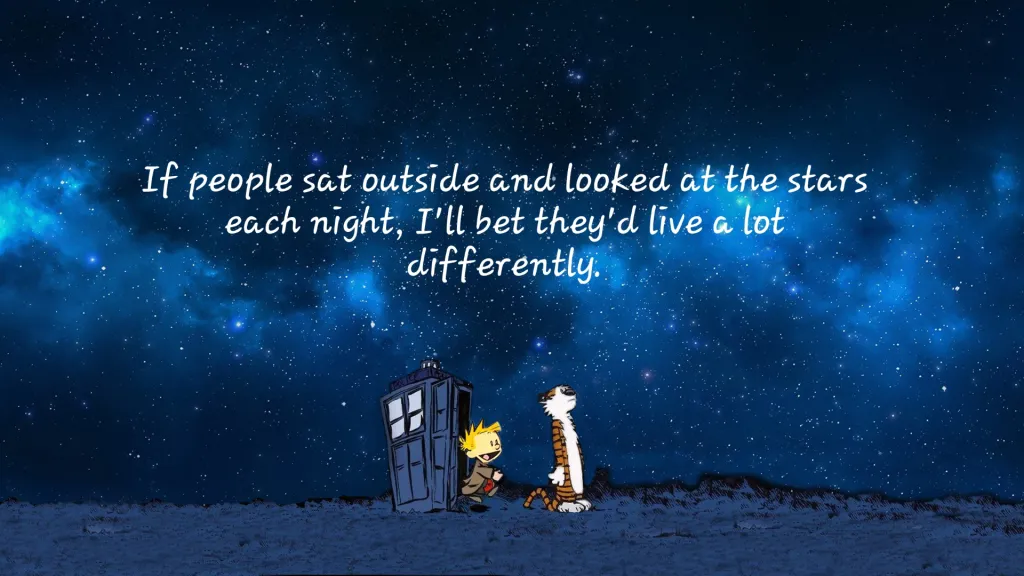 If people sat outside and looked at the stars
each night, I'll bet they'd live a lot
differently.